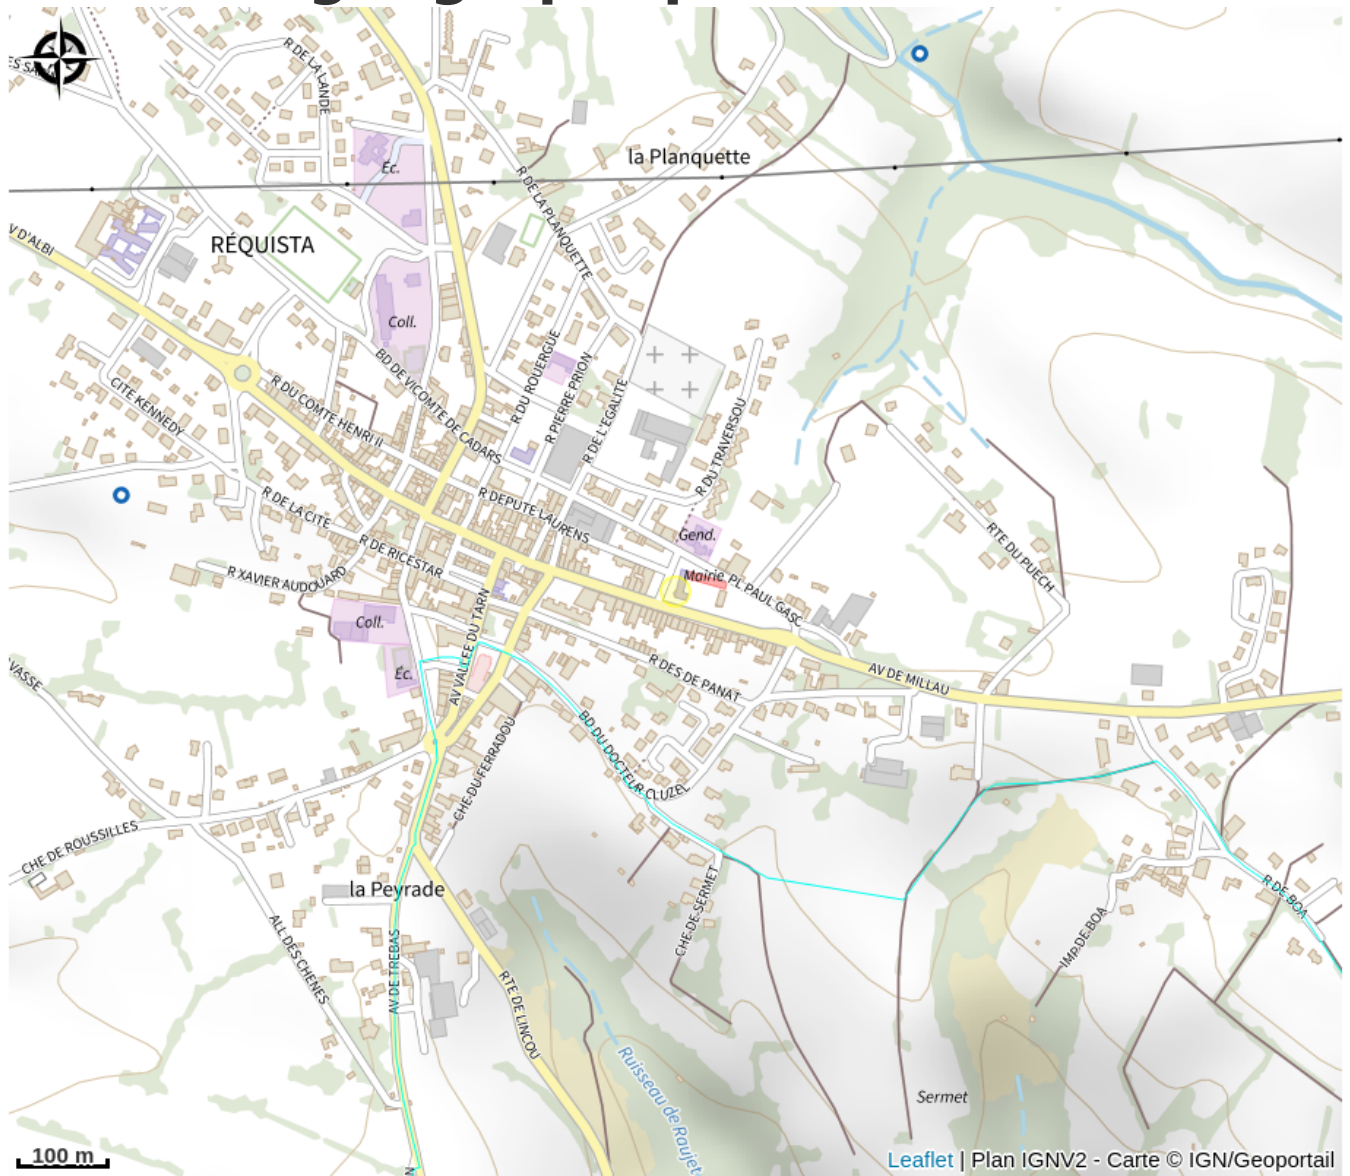 R DE LA LANDE
la Planquette
Éc.
R DE LA PLANQUETTE
V D'ALBI
RÉQUISTA
Coll.
BD DE VICOMTE DE CADARS
R DU ROUERGUE
R PIERRE PRION
R DE L'EGALITE
R DU TRAVERSOU
CITE KENNEDY
R DU COMTE HENRI II
R DE LA CITE
R DEPUTE LAURENS
R DE RICESTAR
Gend.
Mairie
PL PAUL GASC
RTE DU PUECH
R XAVIER AUDOUARD
Coll.
Éc.
AV VALLEE DU TARN
R DES DE PANAT
AV DE MILLAU
VASSE
BD DU DOCTEUR CLUZEL
CHE DU FERRADOU
CHE DE ROUSSILLES
la Peyrade
CHE DE SERMET
R DE BOA
IMP DE BOA
ALL DES CHENES
AV DE TREBAS
RTE DE LINCOU
Ruisseau de Raujet
Sermet
100 m
Leaflet | Plan IGNV2 - Carte © IGN/Geoportail